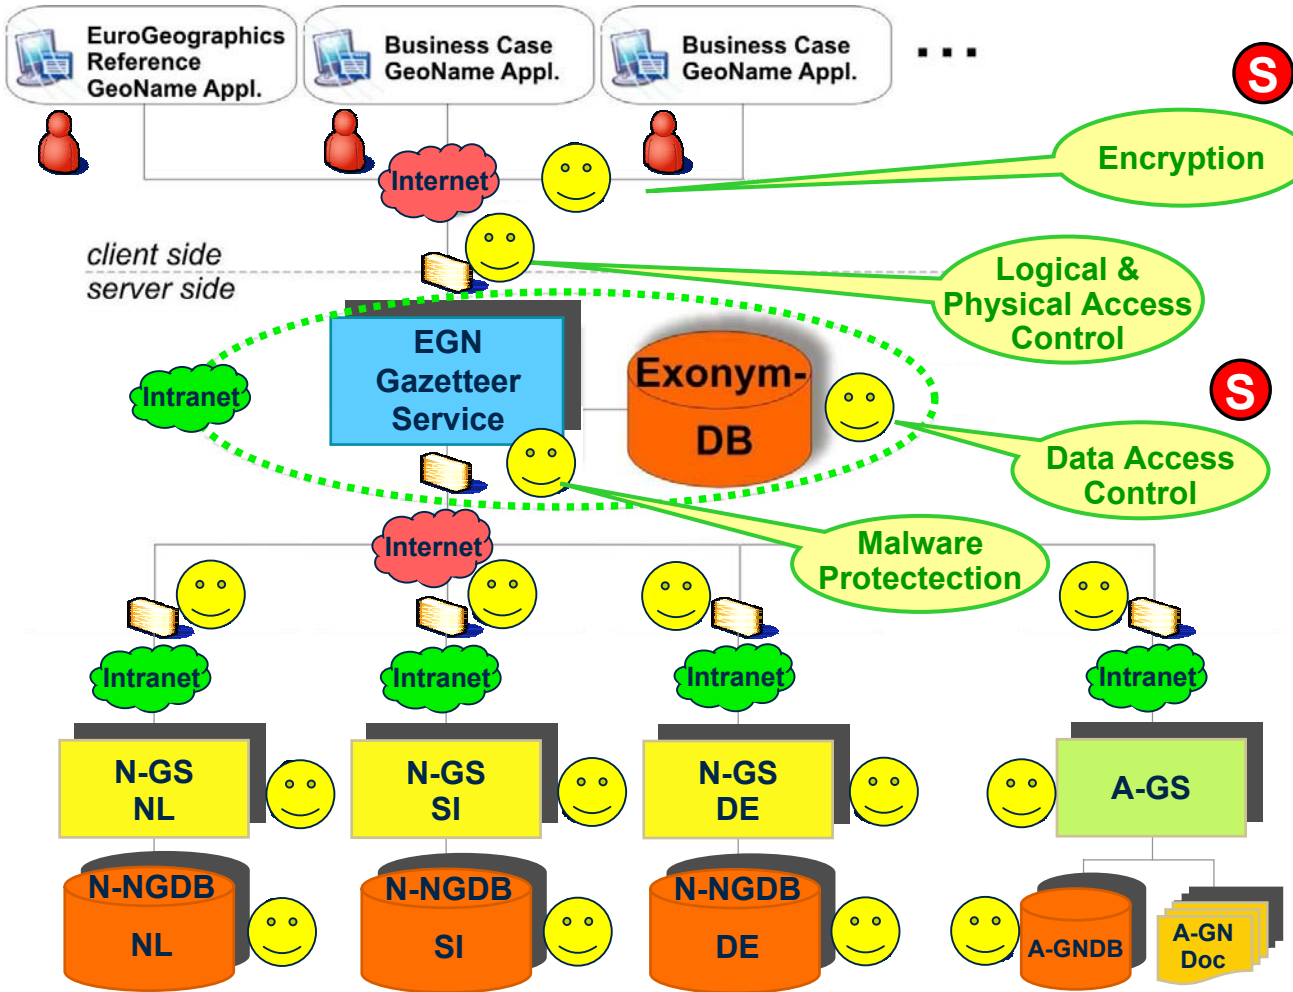 EuroGeographics
Reference
GeoName Appl.
Business Case
GeoName Appl.
Business Case
GeoName Appl.
...
S
Encryption
Internet
client side
server side
Logical &
Physical Access
Control
EGN
Gazetteer
Service
Exonym-
DB
Intranet
S
Data Access
Control
Internet
Malware
Protectection
Intranet
Intranet
Intranet
Intranet
N-GS
NL
N-GS
SI
N-GS
DE
A-GS
N-NGDB
NL
N-NGDB
SI
N-NGDB
DE
A-GNDB
A-GN
Doc